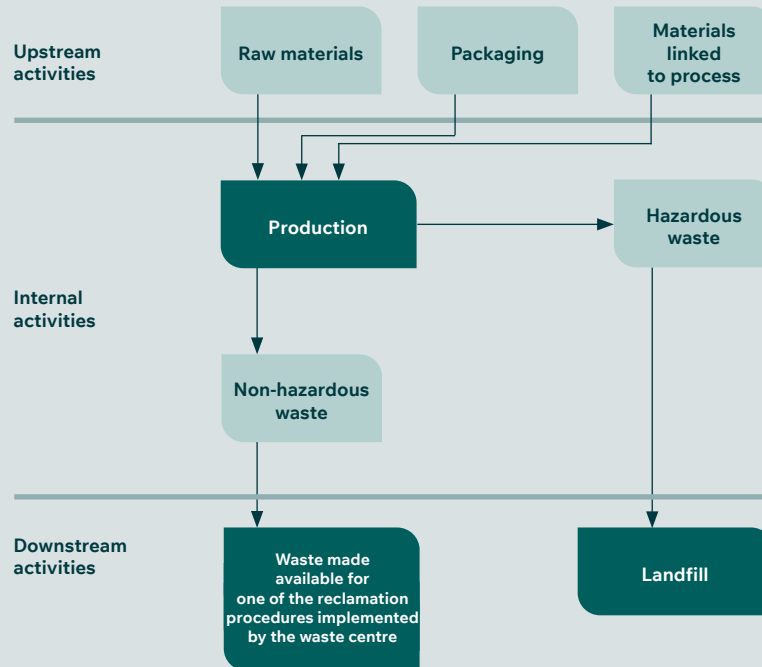 Upstream
activities
Raw materials
Packaging
Materials
linked
to process
Production
Hazardous
waste
Internal
activities
Non-hazardous
waste
Downstream
activities
Waste made
available for
one of the reclamation
procedures implemented
by the waste centre
Landfill